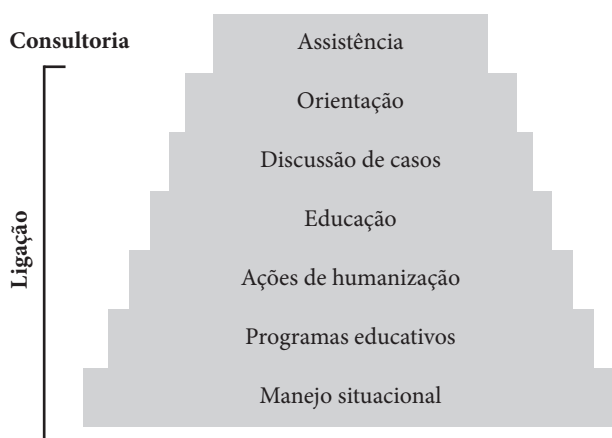 Consultoria
Assistência
Orientação
Discussão de casos
Educação
Ligação
Ações de humanização
Programas educativos
Manejo situacional